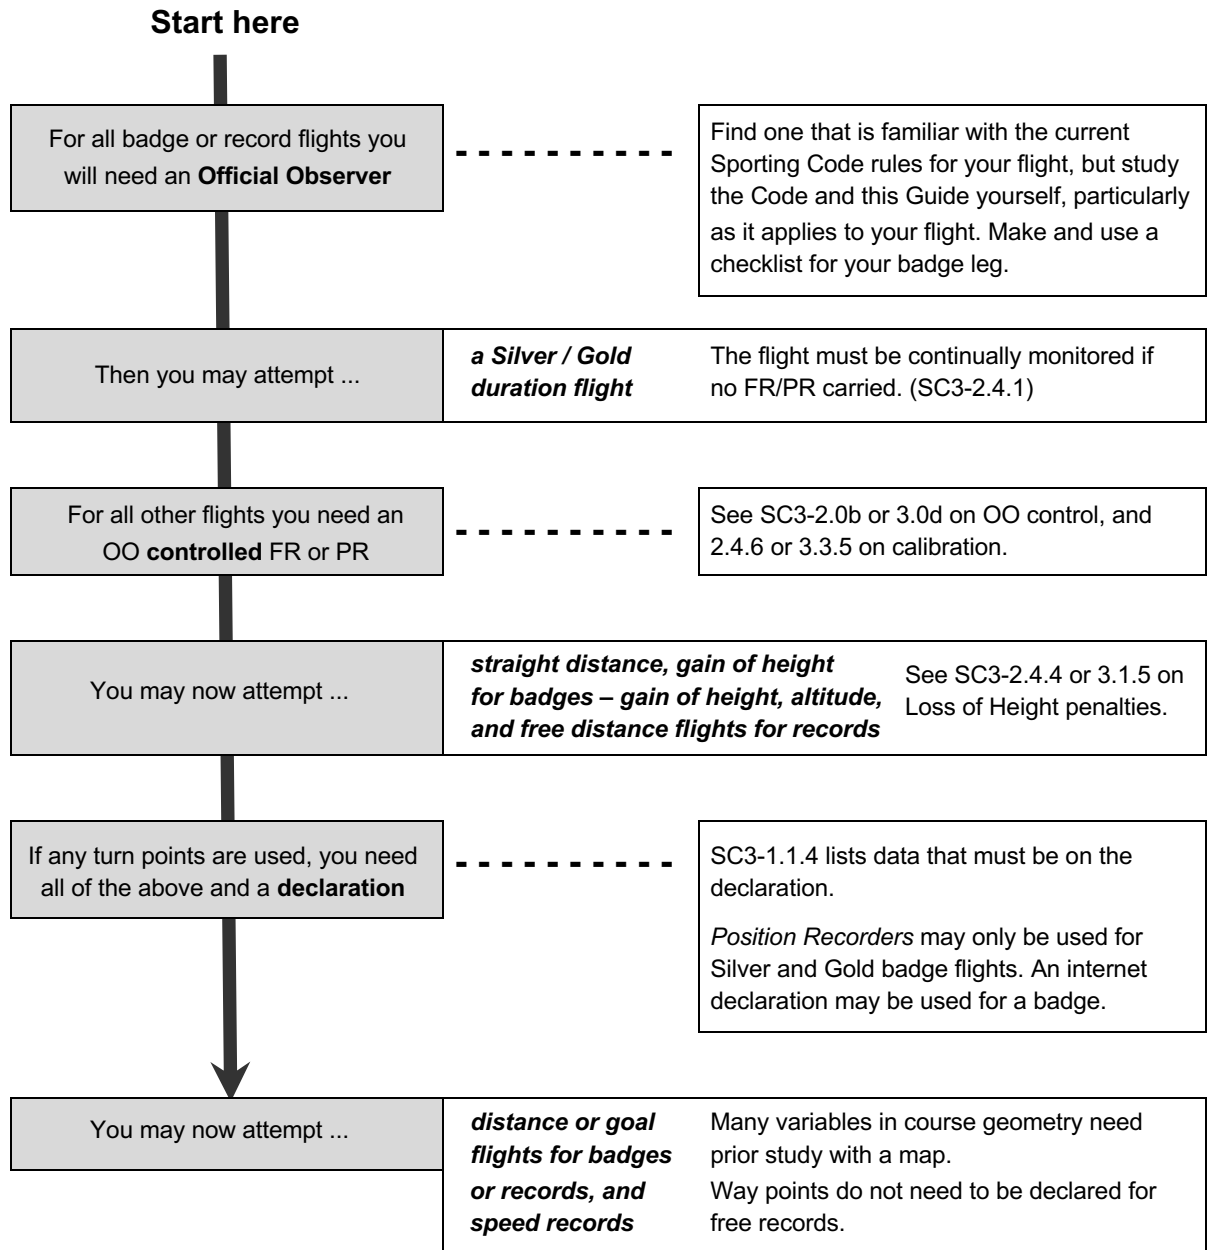 Start here
For all badge or record flights you
will need an Official Observer
Find one that is familiar with the current
Sporting Code rules for your flight, but study
the Code and this Guide yourself, particularly
as it applies to your flight. Make and use a
checklist for your badge leg.
Then you may attempt ...
a Silver / Gold
duration flight
The flight must be continually monitored if
no FR/PR carried. (SC3-2.4.1)
For all other flights you need an
OO controlled FR or PR
See SC3-2.0b or 3.0d on OO control, and
2.4.6 or 3.3.5 on calibration.
You may now attempt ...
straight distance, gain of height
for badges – gain of height, altitude,
and free distance flights for records
See SC3-2.4.4 or 3.1.5 on
Loss of Height penalties.
If any turn points are used, you need
all of the above and a declaration
SC3-1.1.4 lists data that must be on the
declaration.
Position Recorders may only be used for
Silver and Gold badge flights. An internet
declaration may be used for a badge.
You may now attempt ...
distance or goal
flights for badges
or records, and
speed records
Many variables in course geometry need
prior study with a map.
Way points do not need to be declared for
free records.